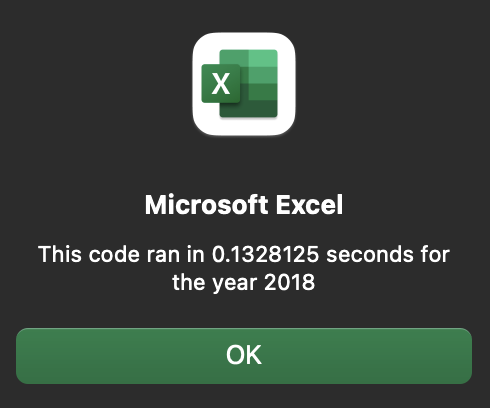 X
Microsoft Excel
This code ran in 0.1328125 seconds for
the year 2018
OK